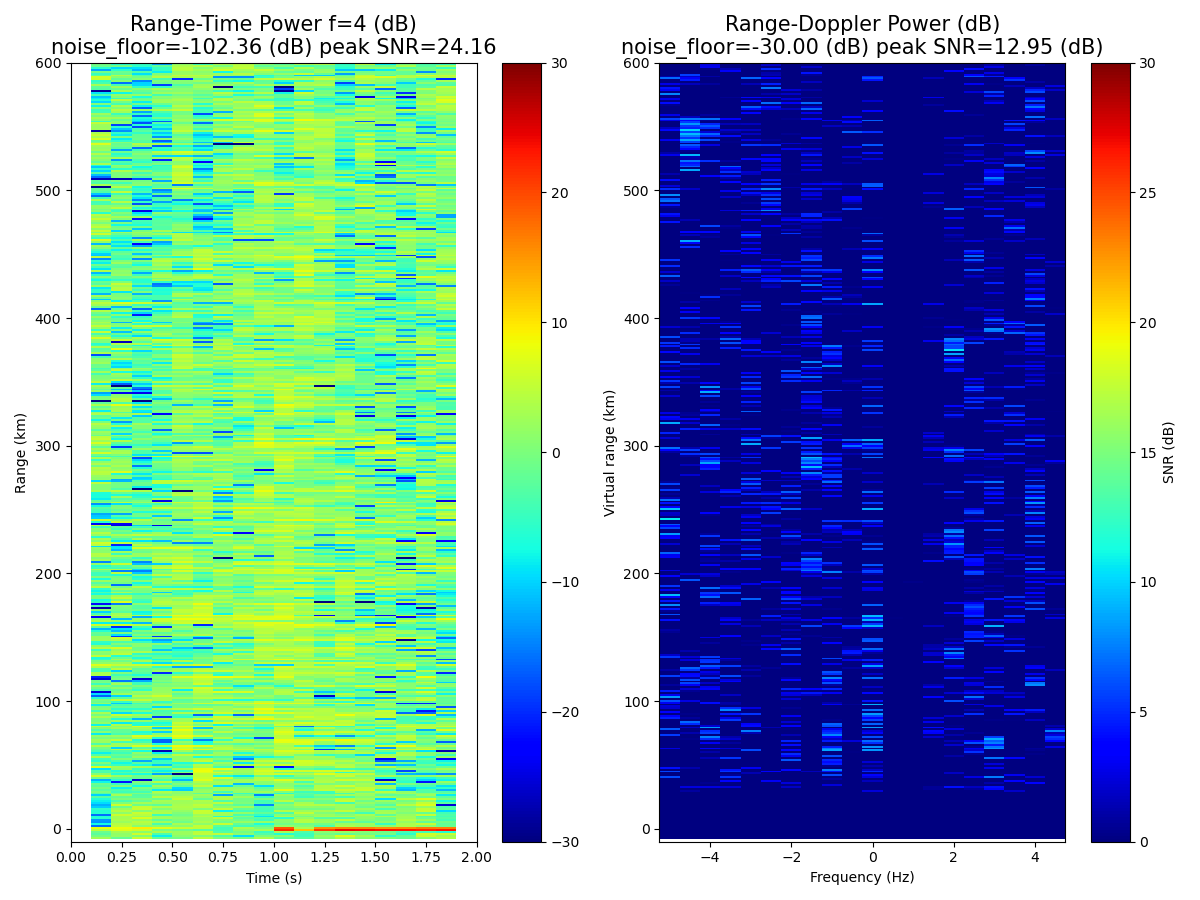 Range-Time Power f=4 (dB)
noise_floor=-102.36 (dB) peak SNR=24.16
Range (km)
600
500
400
300
200
100
0
0.00 0.25 0.50 0.75 1.00 1.25 1.50 1.75 2.00
Time (s)
30
20
10
0
−10
−20
−30
Range-Doppler Power (dB)
noise_floor=-30.00 (dB) peak SNR=12.95 (dB)
Virtual range (km)
600
500
400
300
200
100
0
−4 −2 0 2 4
Frequency (Hz)
30
25
20
15
10
5
0
SNR (dB)